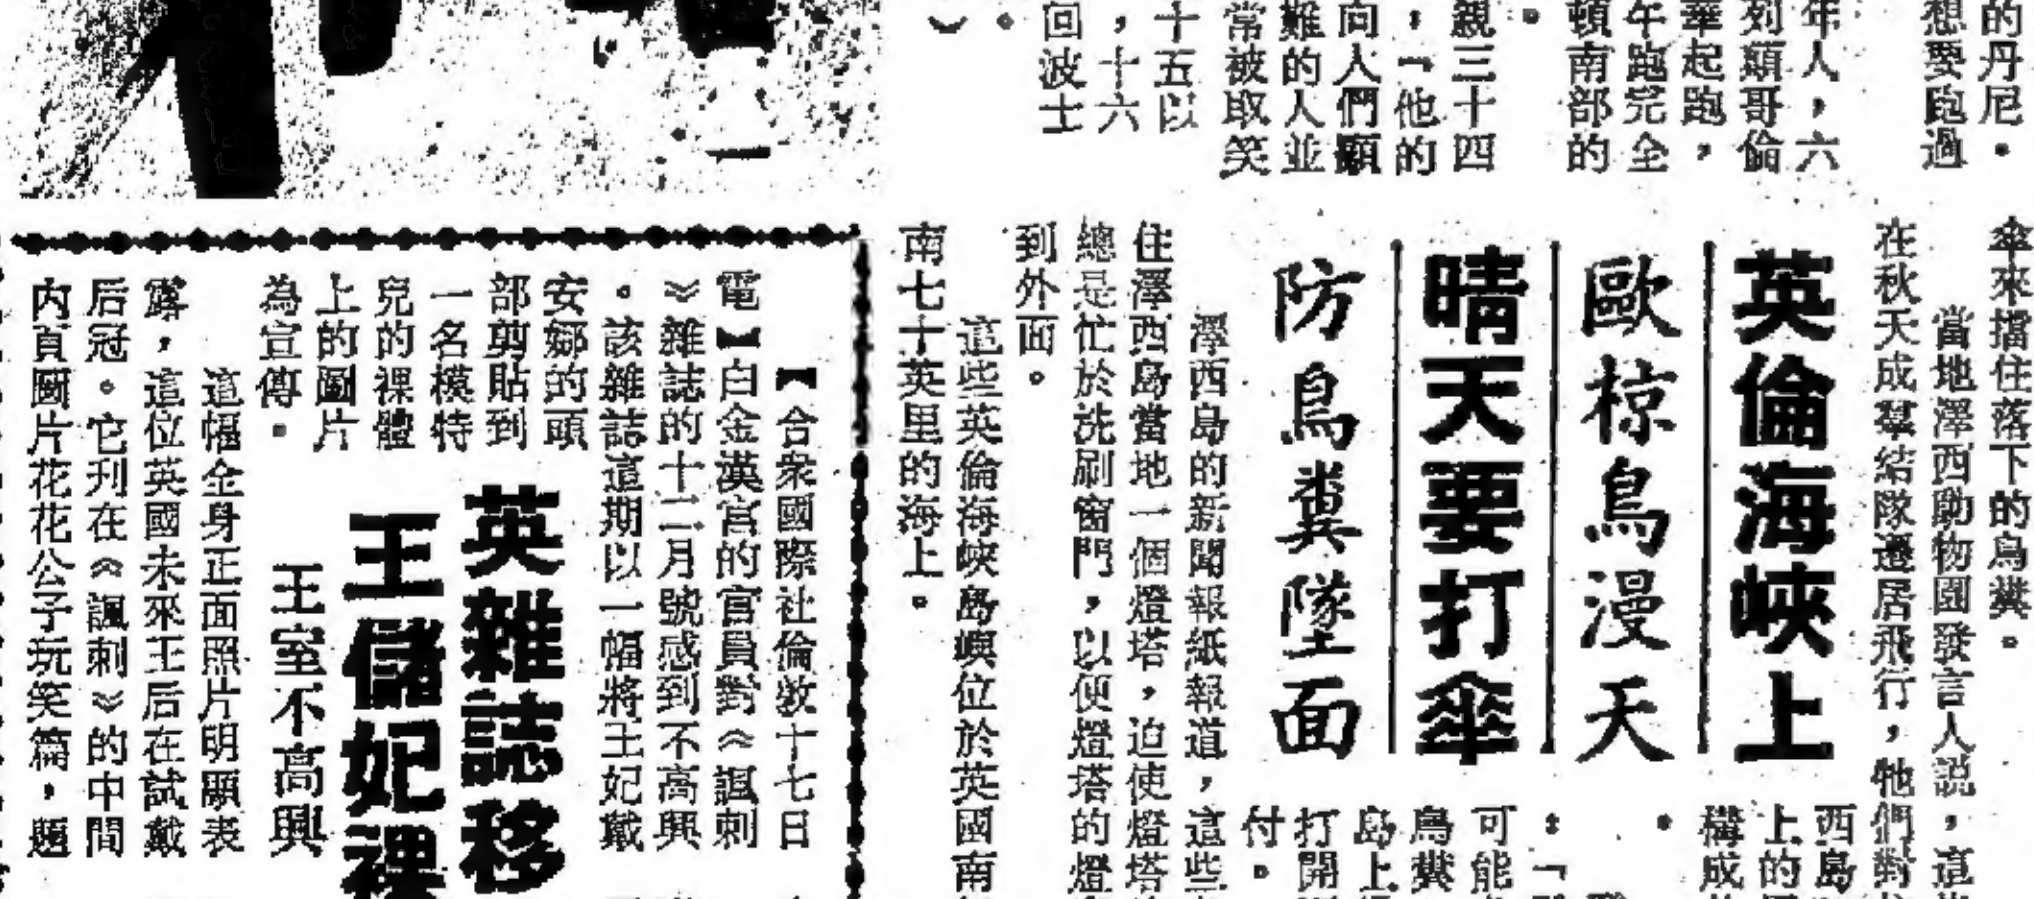 的丹尼。
想要跑過
年人，六
列顯哥倫
華起跑，
午跑完全
頓南部的
。
親三十四
，「他的
向人們顯
難的人並
常被取笑
十五以
，十六
回波士
。
傘來擋住落下的鳥糞。
當地澤西動物園發言人説，這
在秋天成羣結隊遷居飛行，牠們對
英倫海峽上
歐椋鳥漫天
晴天要打傘
防鳥糞墜面
西島
上的
構成
。
可能
鳥糞
島上
打開
付。
澤西島的新聞報紙報道，這些
住澤西島當地一個燈塔，迫使燈塔
總是忙於洗刷窗門，以便燈塔的燈
到外面。
這些英倫海峽島嶼位於英國南
南七十英里的海上。
英雜誌移
王儲妃裸
王室不高興
【合衆國際社倫敦十七日
電】白金漢宮的官員對《諷刺
》雜誌的十二月號感到不高興
。該雜誌這期以一幅將王妃戴
安娜的頭
部剪貼到
一名模特
兒的裸體
上的圖片
為宣傳。
這幅全身正面照片明顯表
露，這位英國未來王后在試戴
后冠。它刋在《諷刺》的中間
內頁圖片花花公子玩笑篇，題